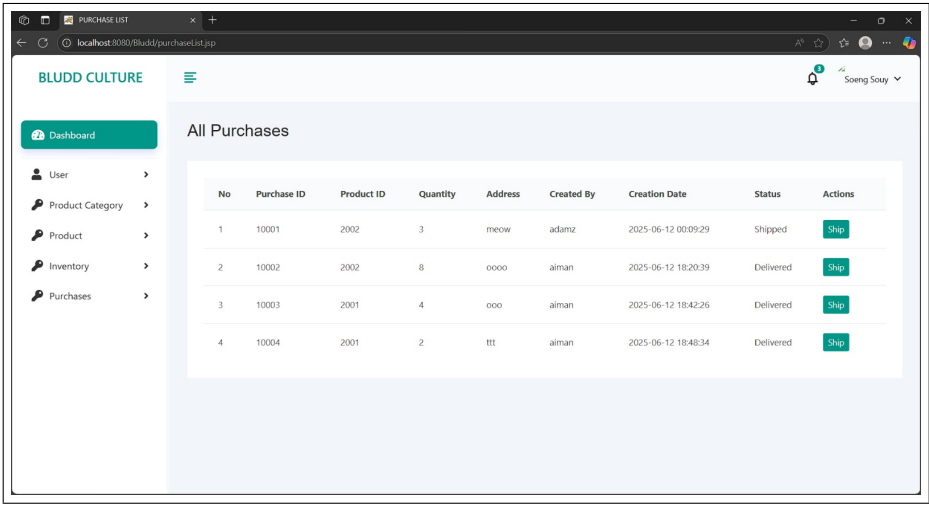 PURCHASE LIST
localhost:8080/Bludd/purchaseList.jsp
BLUDD CULTURE
3
Soeng Souy
Dashboard
User
Product Category
Product
Inventory
Purchases
All Purchases
No Purchase ID Product ID Quantity Address Created By Creation Date Status Actions
1 10001 2002 3 meow adamz 2025-06-12 00:09:29 Shipped Ship
2 10002 2002 8 oooo aiman 2025-06-12 18:20:39 Delivered Ship
3 10003 2001 4 ooo aiman 2025-06-12 18:42:26 Delivered Ship
4 10004 2001 2 ttt aiman 2025-06-12 18:48:34 Delivered Ship